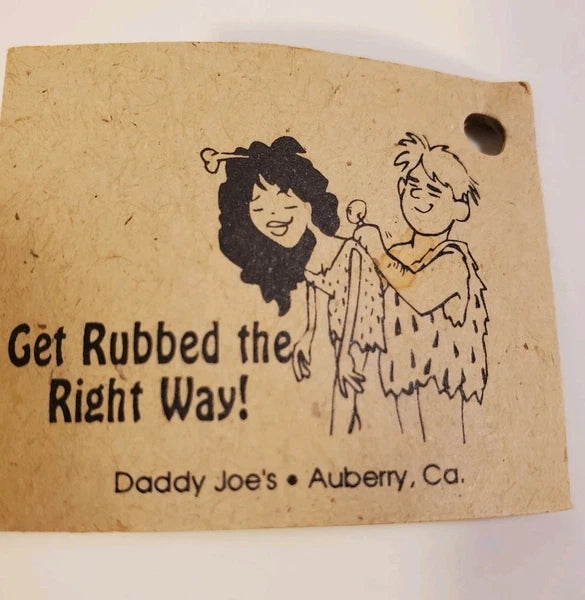 Get Rubbed the
Right Way!
Daddy Joe's • Auberry, Ca.